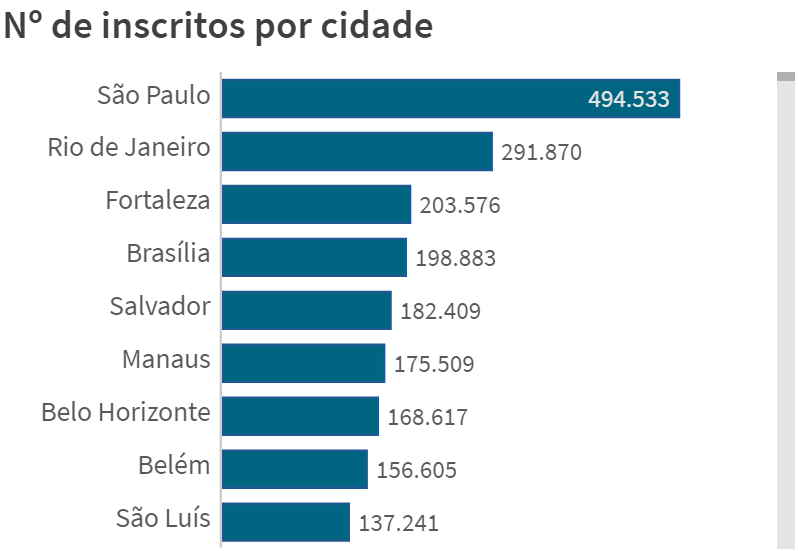 Nº de inscritos por cidade
São Paulo 494.533
Rio de Janeiro 291.870
Fortaleza 203.576
Brasília 198.883
Salvador 182.409
Manaus 175.509
Belo Horizonte 168.617
Belém 156.605
São Luís 137.241